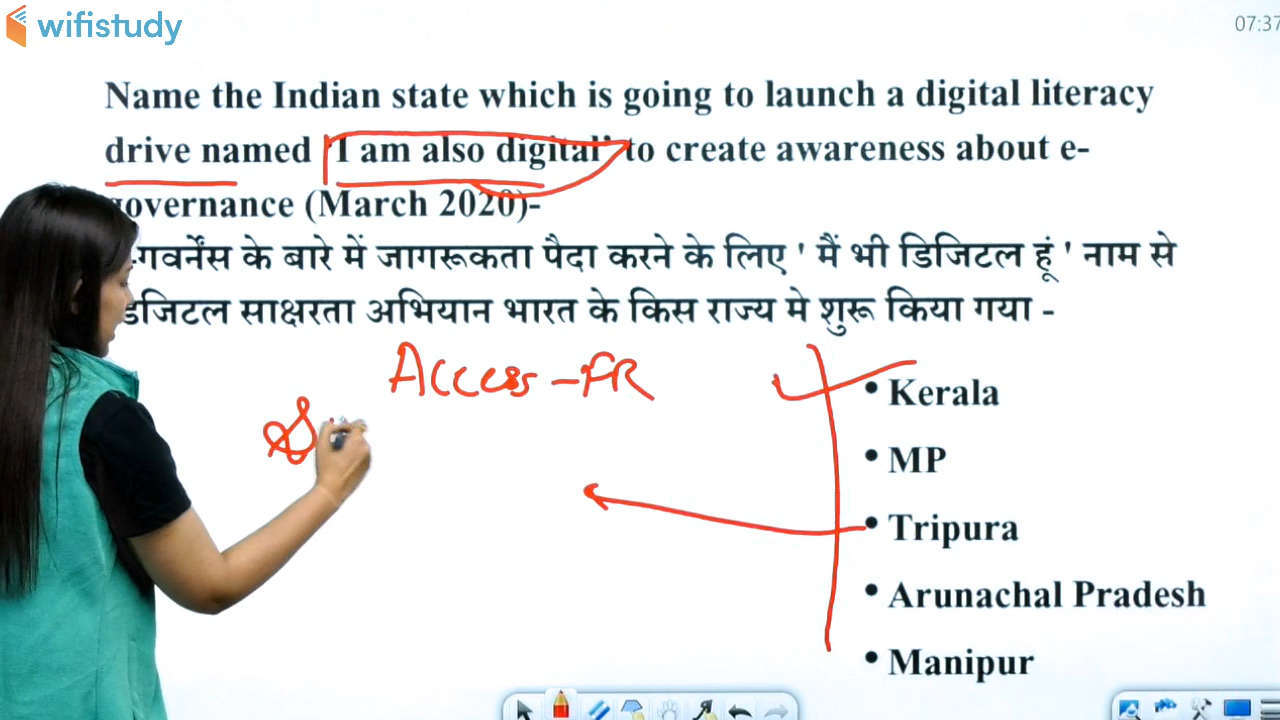 wifistudy
07:37
Name the Indian state which is going to launch a digital literacy
drive named 'I am also digital' to create awareness about e-
governance (March 2020)-
-गवर्नेंस के बारे में जागरूकता पैदा करने के लिए ' मैं भी डिजिटल हूं ' नाम से
डिजिटल साक्षरता अभियान भारत के किस राज्य मे शुरू किया गया -
Access - FR
• Kerala
• MP
• Tripura
• Arunachal Pradesh
• Manipur